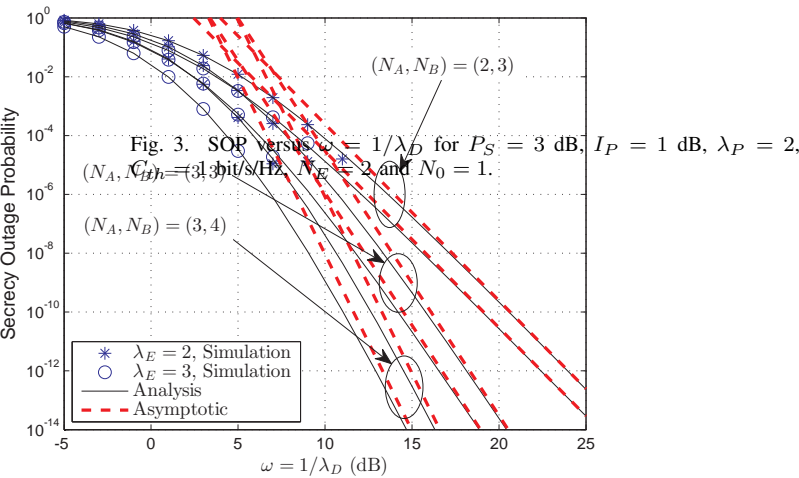 10^0
10^-2
10^-4
10^-6
10^-8
10^-10
10^-12
10^-14
Secrecy Outage Probability
(N_A, N_B) = (2, 3)
Fig. 3. SOP versus ω = 1/λ_D for P_S = 3 dB, I_P = 1 dB, λ_P = 2,
C_th = 1 bit/s/Hz, N_E = 2 and N_0 = 1.
(N_A, N_B) = (3, 3)
(N_A, N_B) = (3, 4)
λ_E = 2, Simulation
λ_E = 3, Simulation
Analysis
Asymptotic
-5 0 5 10 15 20 25
ω = 1/λ_D (dB)